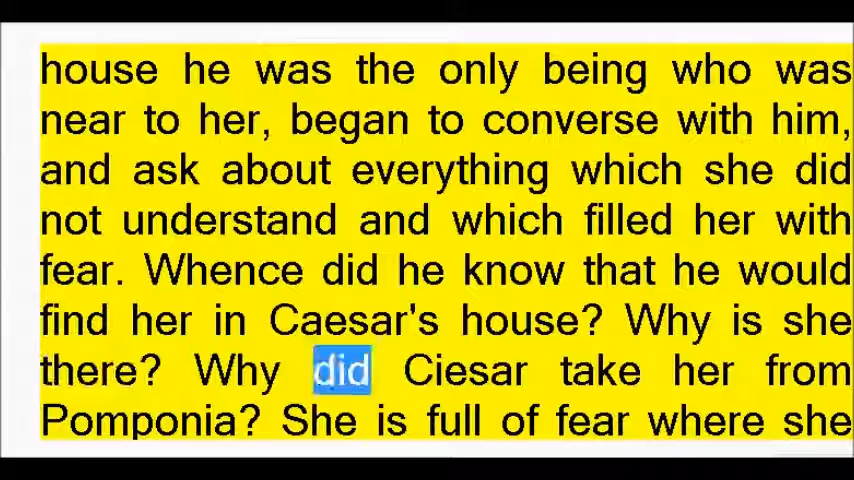 house he was the only being who was
near to her, began to converse with him,
and ask about everything which she did
not understand and which filled her with
fear. Whence did he know that he would
find her in Caesar's house? Why is she
there? Why did Ciesar take her from
Pomponia? She is full of fear where she